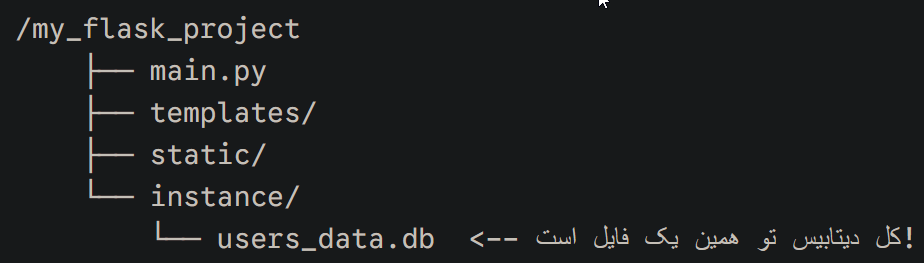 /my_flask_project
├── main.py
├── templates/
├── static/
└── instance/
└── users_data.db <-- کل دیتابیس تو همین یک فایل است!